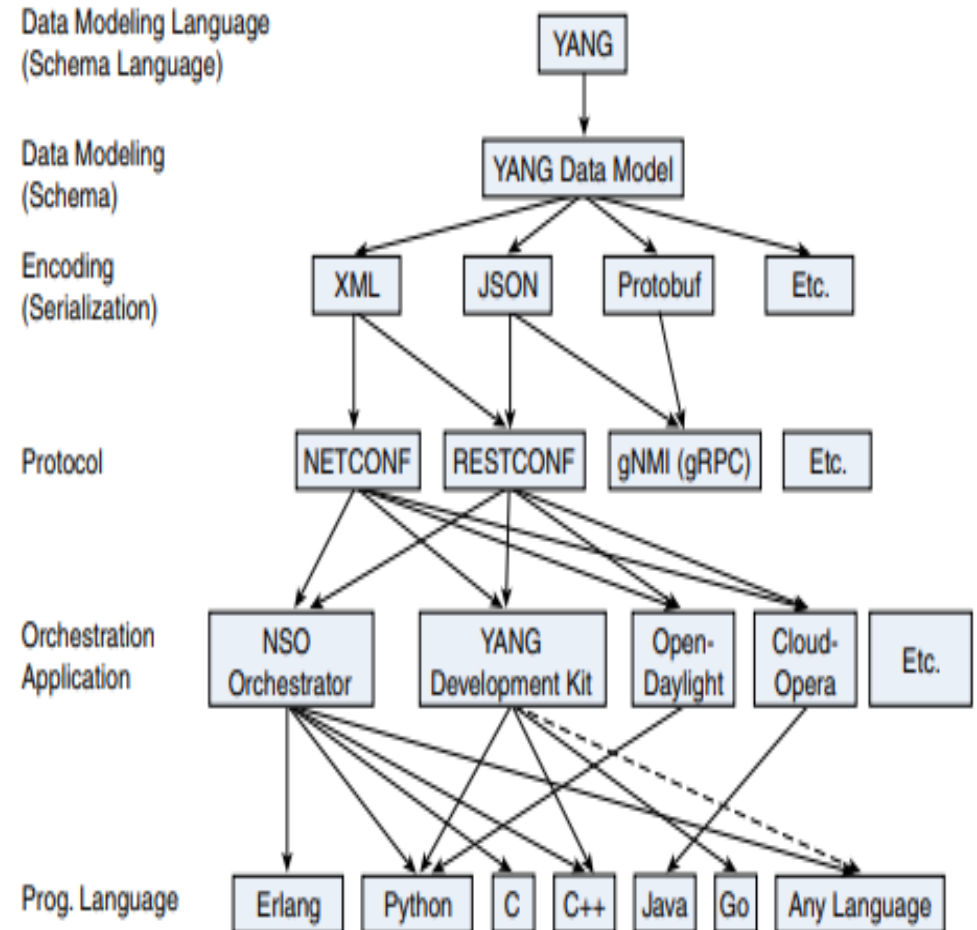 Data Modeling Language
(Schema Language)
YANG
Data Modeling
(Schema)
YANG Data Model
Encoding
(Serialization)
XML
JSON
Protobuf
Etc.
Protocol
NETCONF
RESTCONF
gNMI (gRPC)
Etc.
Orchestration
Application
NSO
Orchestrator
YANG
Development Kit
Open-
Daylight
Cloud-
Opera
Etc.
Prog. Language
Erlang
Python
C
C++
Java
Go
Any Language